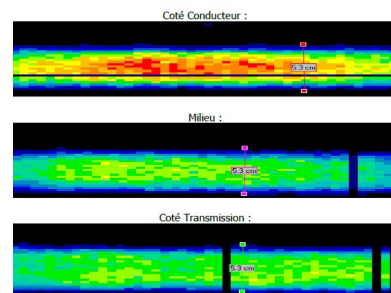 Coté Conducteur :
5.3 cm
Milieu :
5.3 cm
Coté Transmission :
5.3 cm